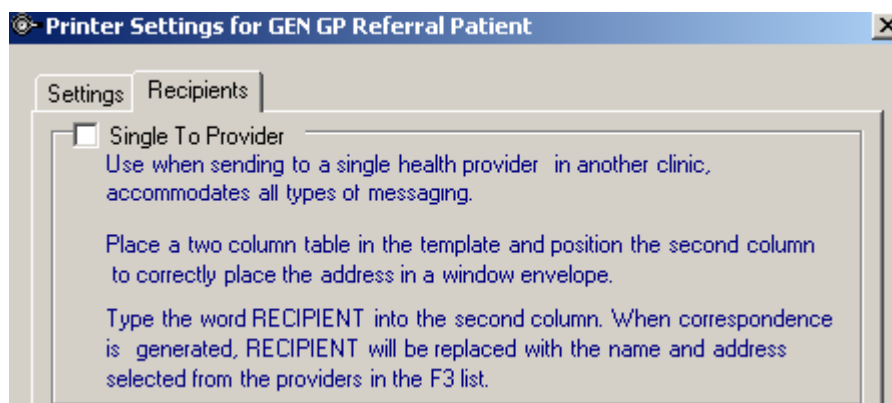 Printer Settings for GEN GP Referral Patient
Settings Recipients
Single To Provider
Use when sending to a single health provider in another clinic,
accommodates all types of messaging.
Place a two column table in the template and position the second column
to correctly place the address in a window envelope.
Type the word RECIPIENT into the second column. When correspondence
is generated, RECIPIENT will be replaced with the name and address
selected from the providers in the F3 list.